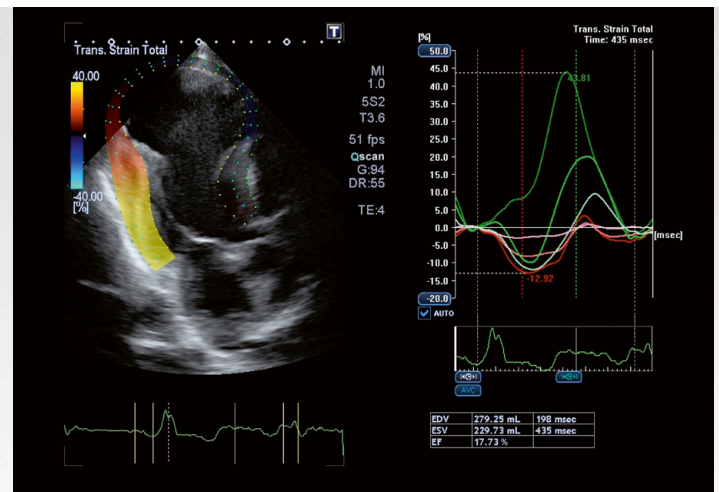 T
Trans. Strain Total
40.00
-40.00
[%]
MI
1.0
5S2
T3.6
51 fps
Qscan
G:94
DR:55
TE:4
Trans. Strain Total
Time: 435 msec
[%]
50.0
45.0
40.0
35.0
30.0
25.0
20.0
15.0
10.0
5.0
0.0
-5.0
-10.0
-15.0
-20.0
43.81
-12.92
[msec]
AUTO
AVC
EDV 279.25 mL 198 msec
ESV 229.73 mL 435 msec
EF 17.73 %